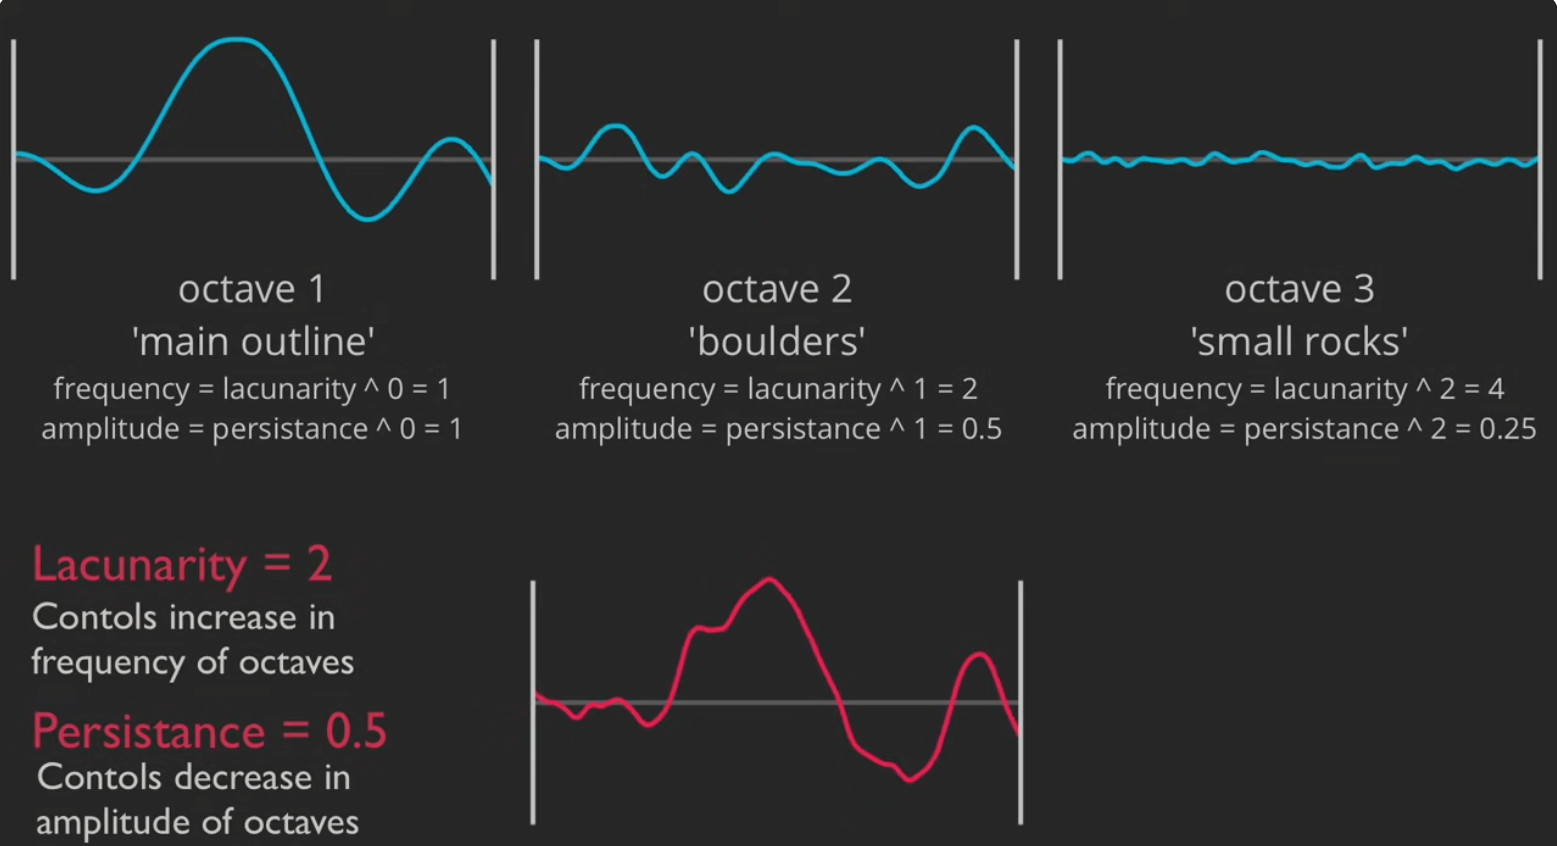 octave 1
'main outline'
frequency = lacunarity ^ 0 = 1
amplitude = persistance ^ 0 = 1
octave 2
'boulders'
frequency = lacunarity ^ 1 = 2
amplitude = persistance ^ 1 = 0.5
octave 3
'small rocks'
frequency = lacunarity ^ 2 = 4
amplitude = persistance ^ 2 = 0.25
Lacunarity = 2
Contols increase in
frequency of octaves
Persistance = 0.5
Contols decrease in
amplitude of octaves